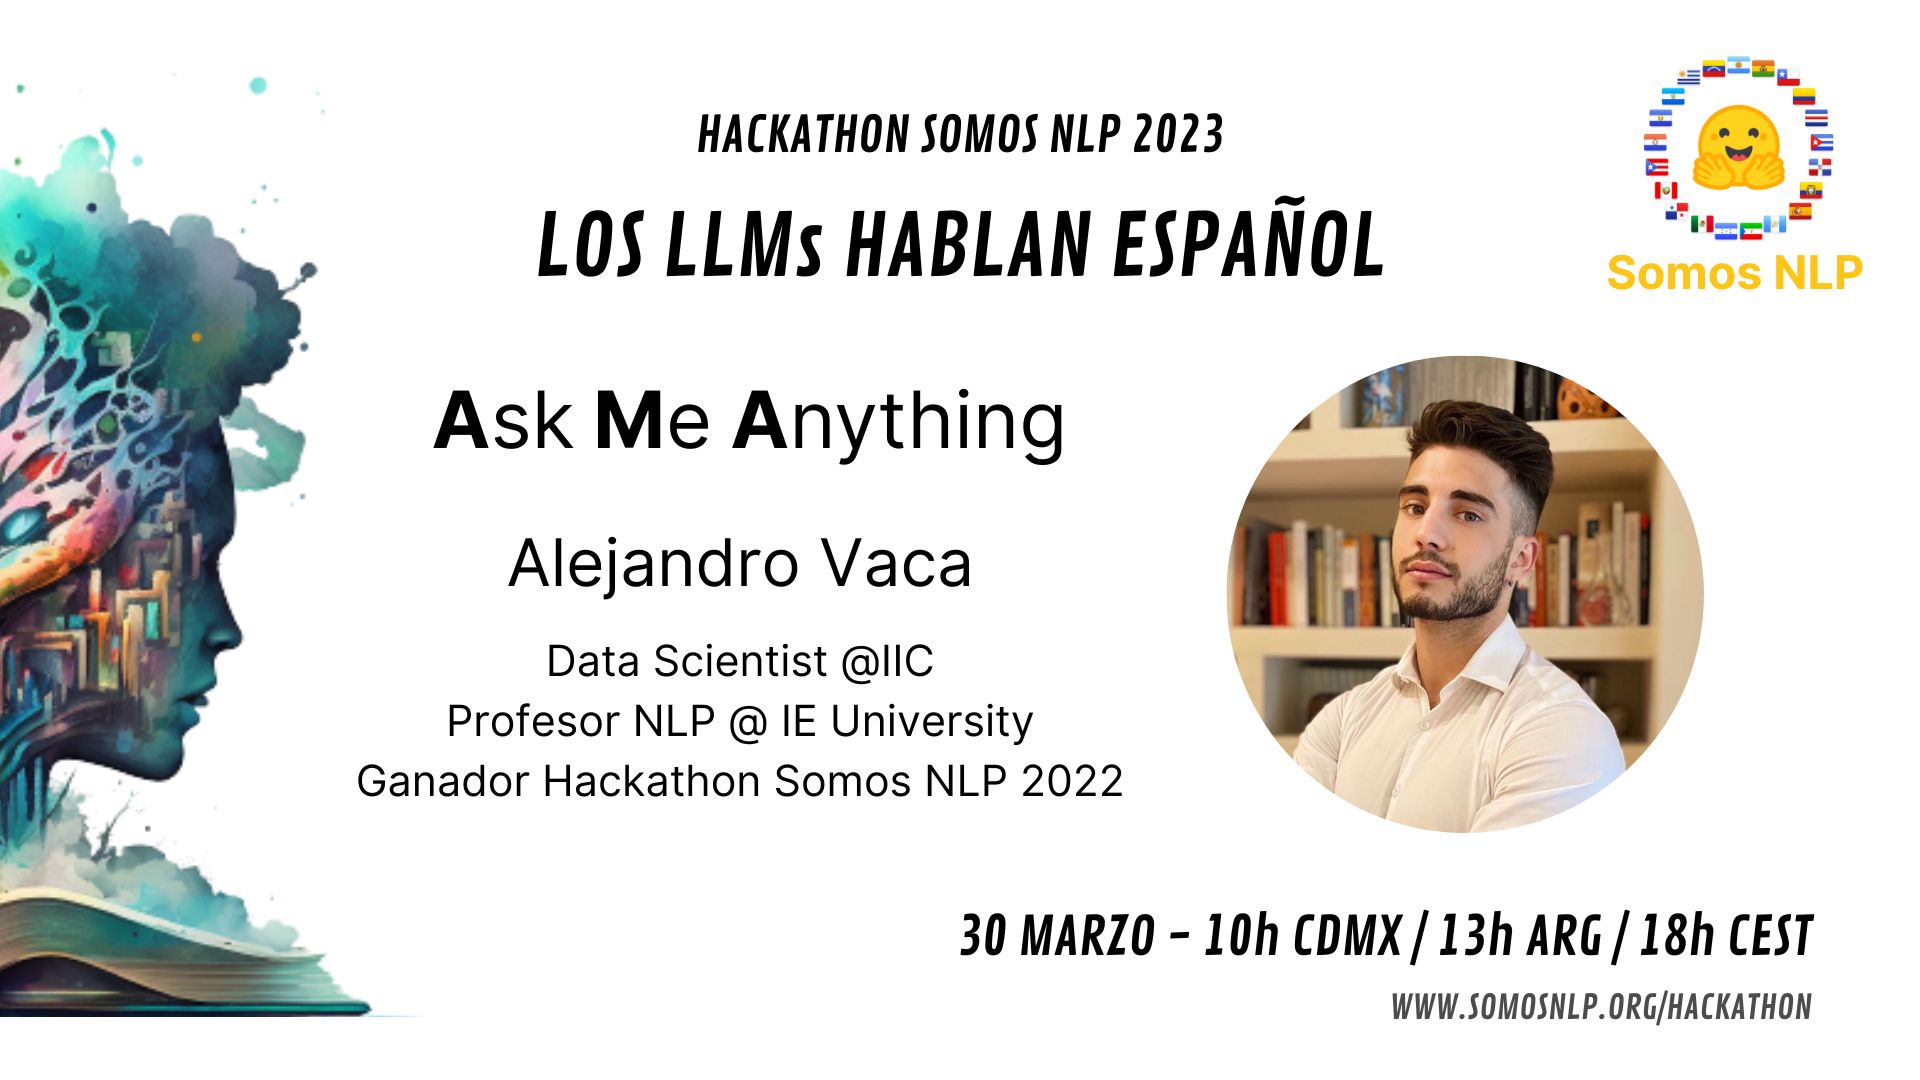 HACKATHON SOMOS NLP 2023
LOS LLMs HABLAN ESPAÑOL
Somos NLP
Ask Me Anything
Alejandro Vaca
Data Scientist @IIC
Profesor NLP @ IE University
Ganador Hackathon Somos NLP 2022
30 MARZO - 10h CDMX / 13h ARG / 18h CEST
WWW.SOMOSNLP.ORG/HACKATHON